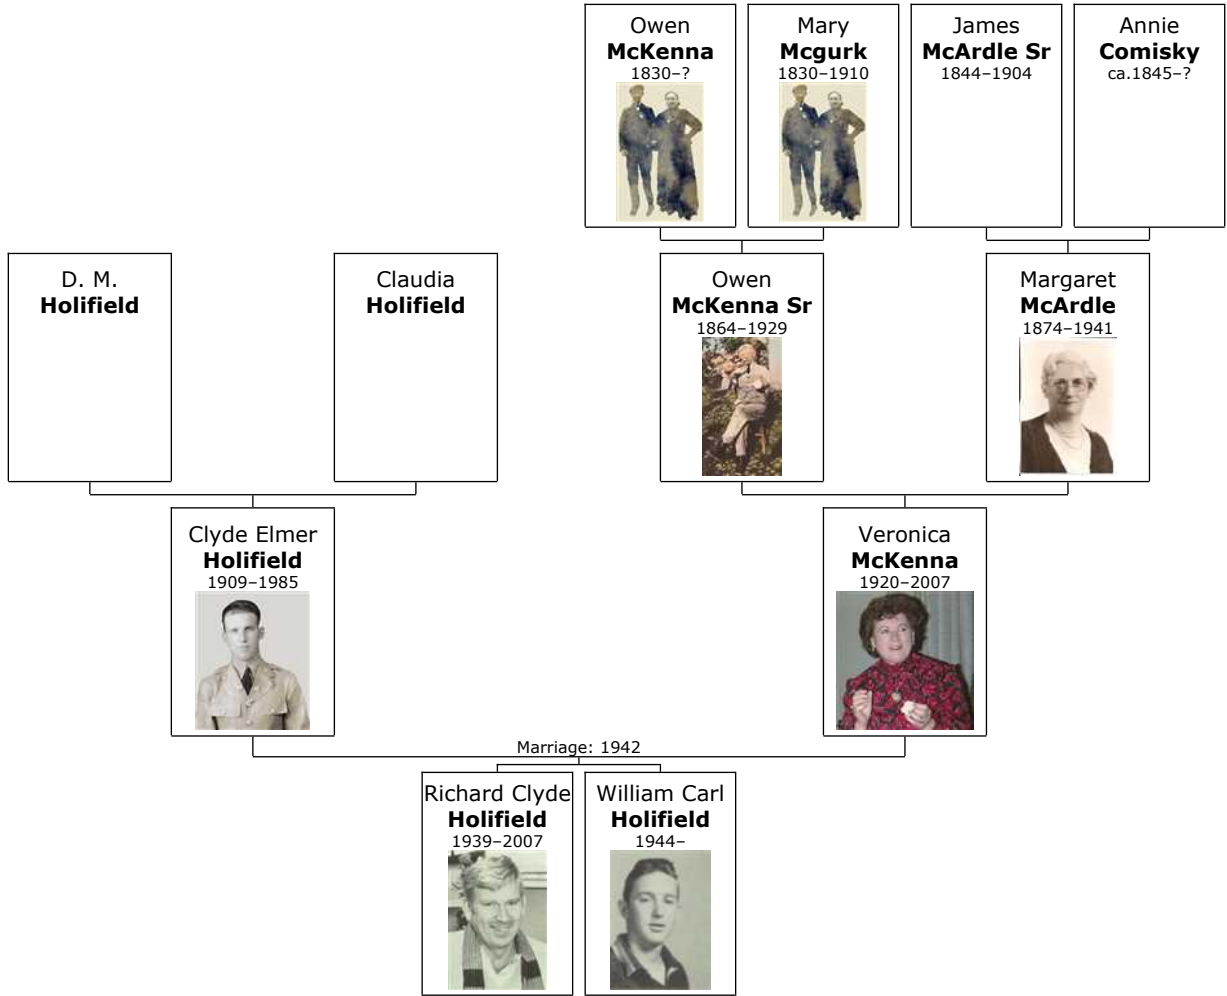 Owen
McKenna
1830–?
Mary
Mcgurk
1830–1910
James
McArdle Sr
1844–1904
Annie
Comisky
ca.1845–?
D. M.
Holifield
Claudia
Holifield
Owen
McKenna Sr
1864–1929
Margaret
McArdle
1874–1941
Clyde Elmer
Holifield
1909–1985
Veronica
McKenna
1920–2007
Marriage: 1942
Richard Clyde
Holifield
1939–2007
William Carl
Holifield
1944–